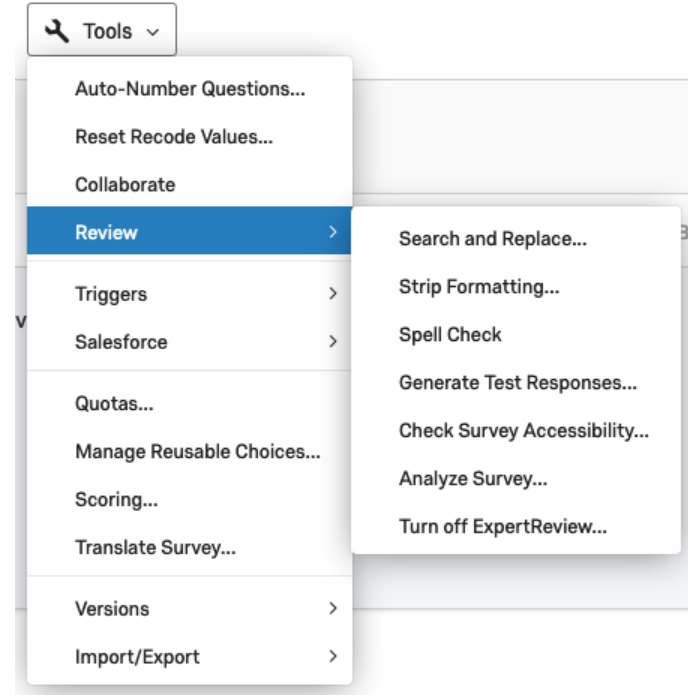 Tools
Auto-Number Questions...
Reset Recode Values...
Collaborate
Review
Triggers
Salesforce
Quotas...
Manage Reusable Choices...
Scoring...
Translate Survey...
Versions
Import/Export
Search and Replace...
Strip Formatting...
Spell Check
Generate Test Responses...
Check Survey Accessibility...
Analyze Survey...
Turn off ExpertReview...